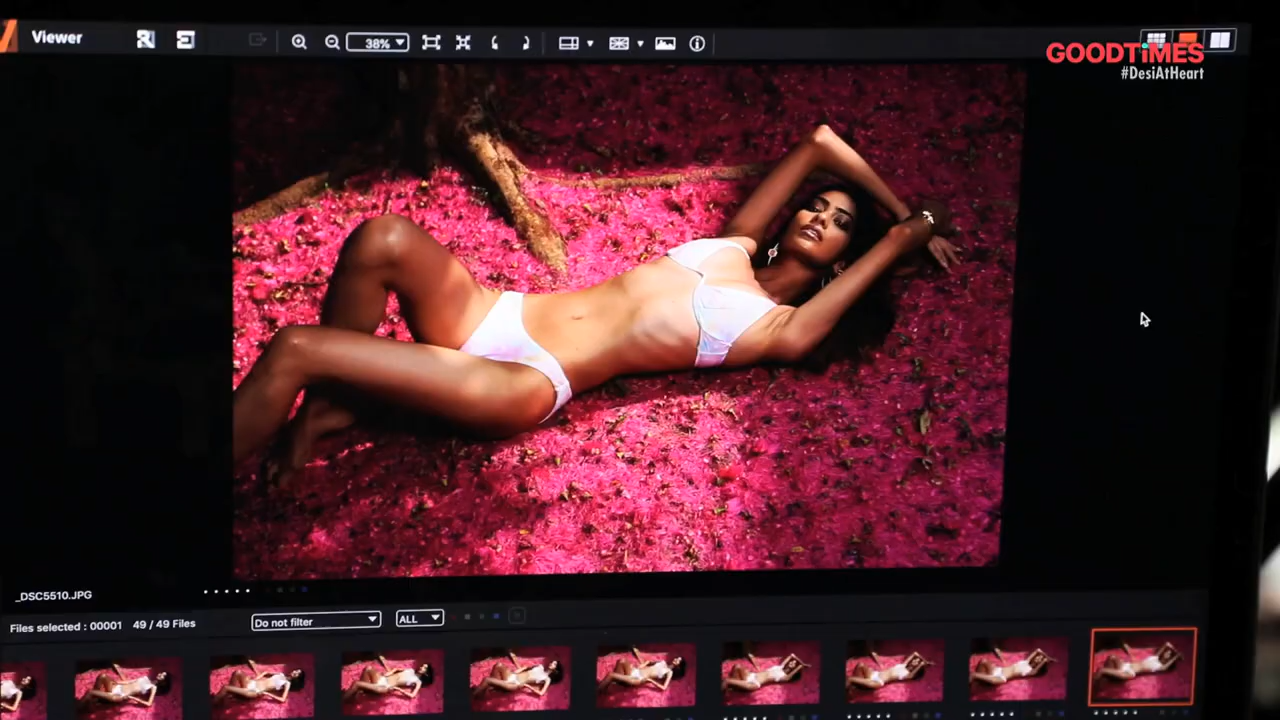 Viewer
38%
GOODTiMES
#DesiAtHeart
_DSC5510.JPG
Files selected : 00001 49 / 49 Files
Do not filter
ALL